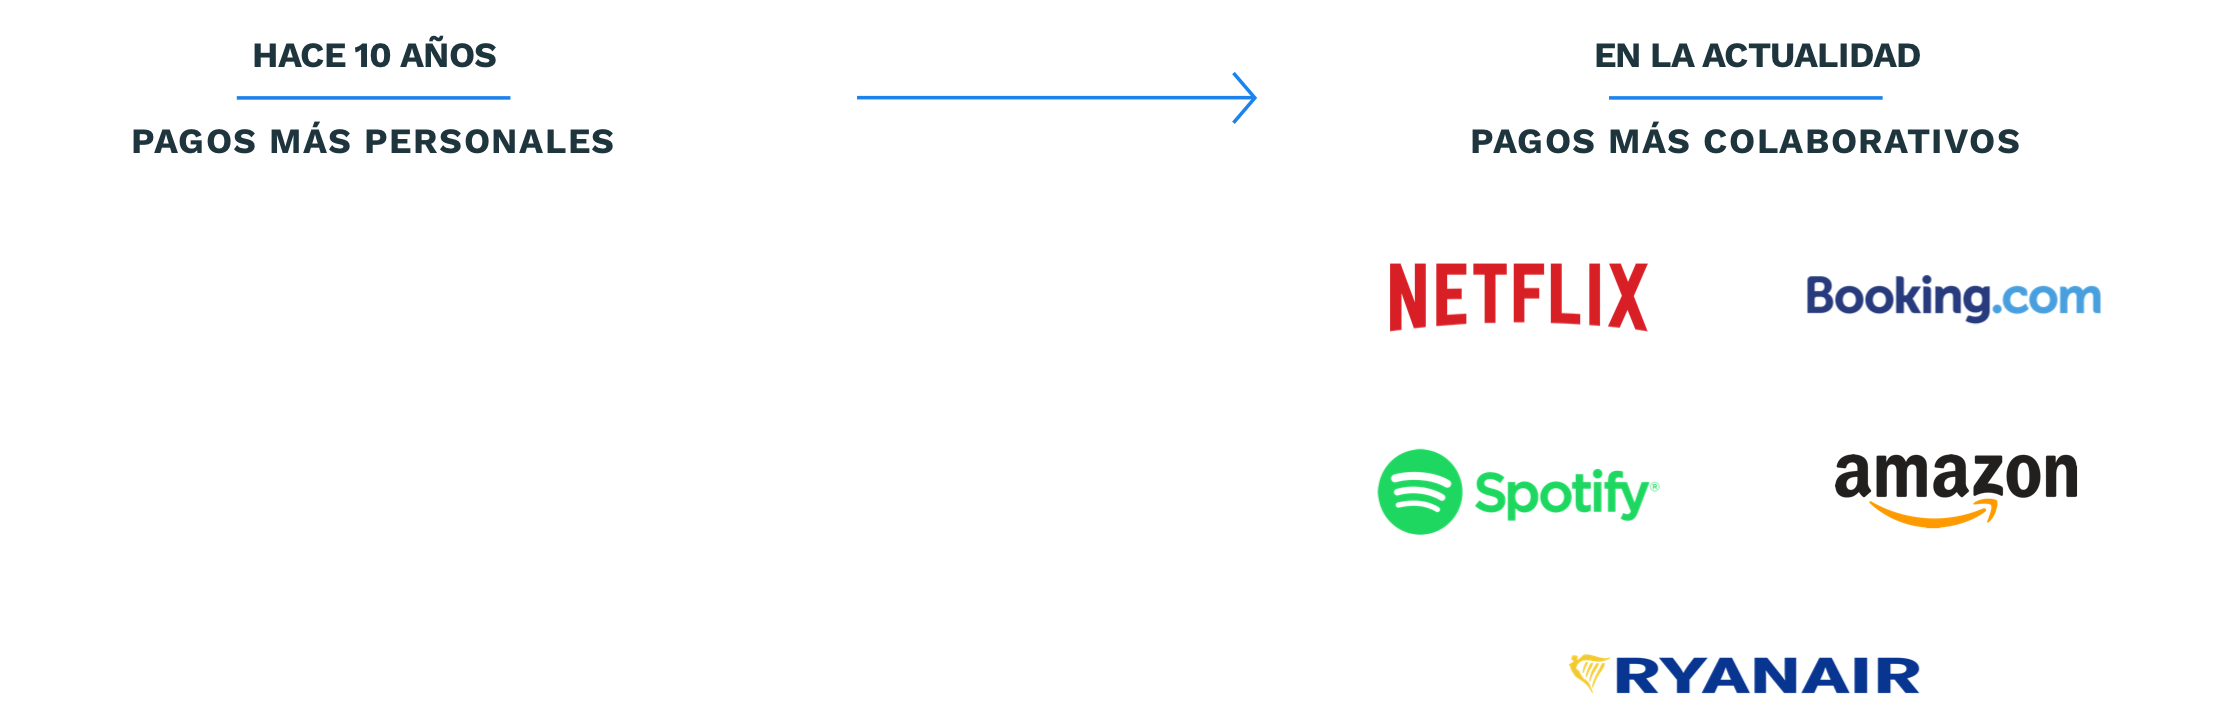 HACE 10 AÑOS
PAGOS MÁS PERSONALES
EN LA ACTUALIDAD
PAGOS MÁS COLABORATIVOS
NETFLIX
Booking.com
Spotify®
amazon
RYANAIR